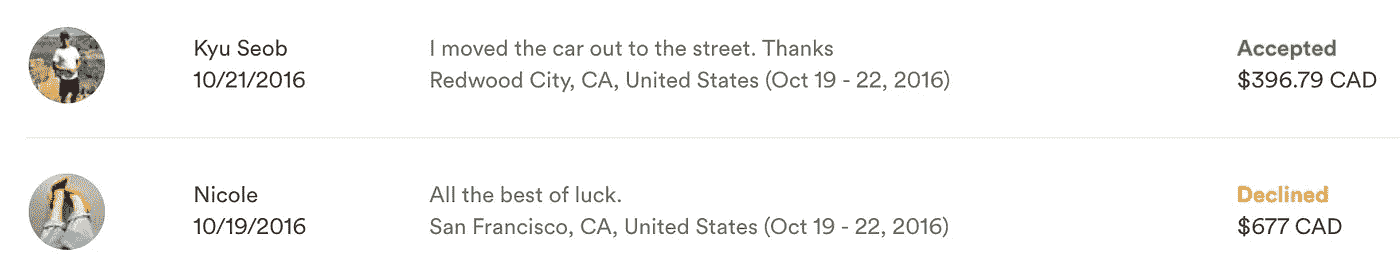 Kyu Seob
10/21/2016
I moved the car out to the street. Thanks
Redwood City, CA, United States (Oct 19 - 22, 2016)
Accepted
$396.79 CAD
Nicole
10/19/2016
All the best of luck.
San Francisco, CA, United States (Oct 19 - 22, 2016)
Declined
$677 CAD